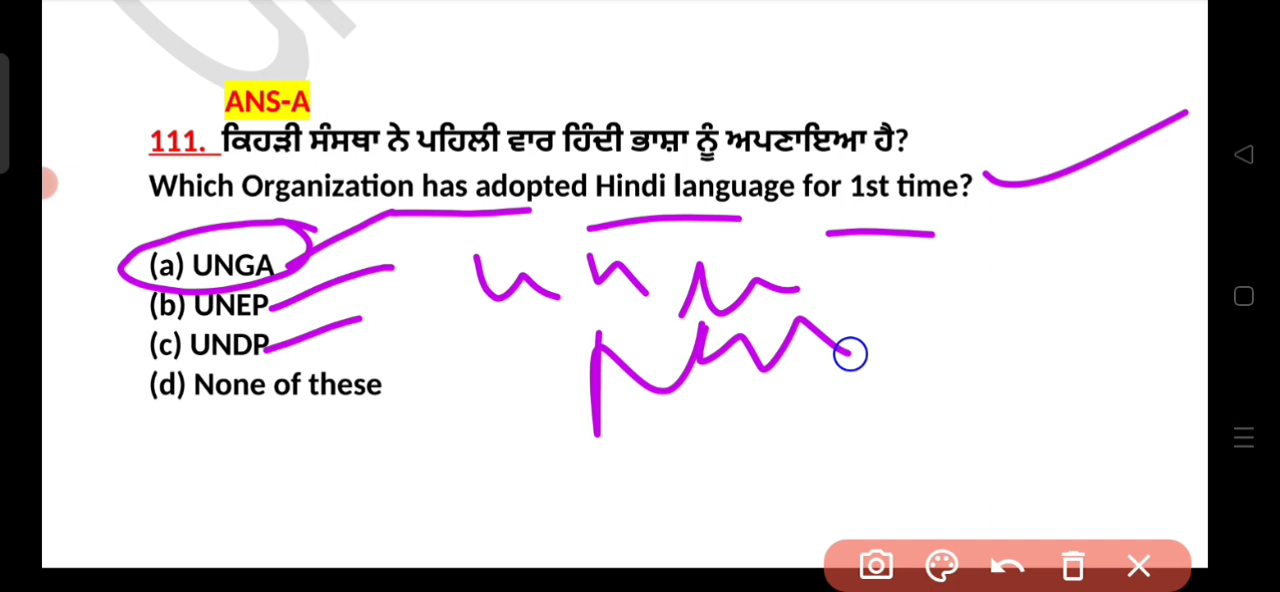 ANS-A
111. ਕਿਹੜੀ ਸੰਸਥਾ ਨੇ ਪਹਿਲੀ ਵਾਰ ਹਿੰਦੀ ਭਾਸ਼ਾ ਨੂੰ ਅਪਣਾਇਆ ਹੈ?
Which Organization has adopted Hindi language for 1st time?
(a) UNGA
(b) UNEP
(c) UNDP
(d) None of these